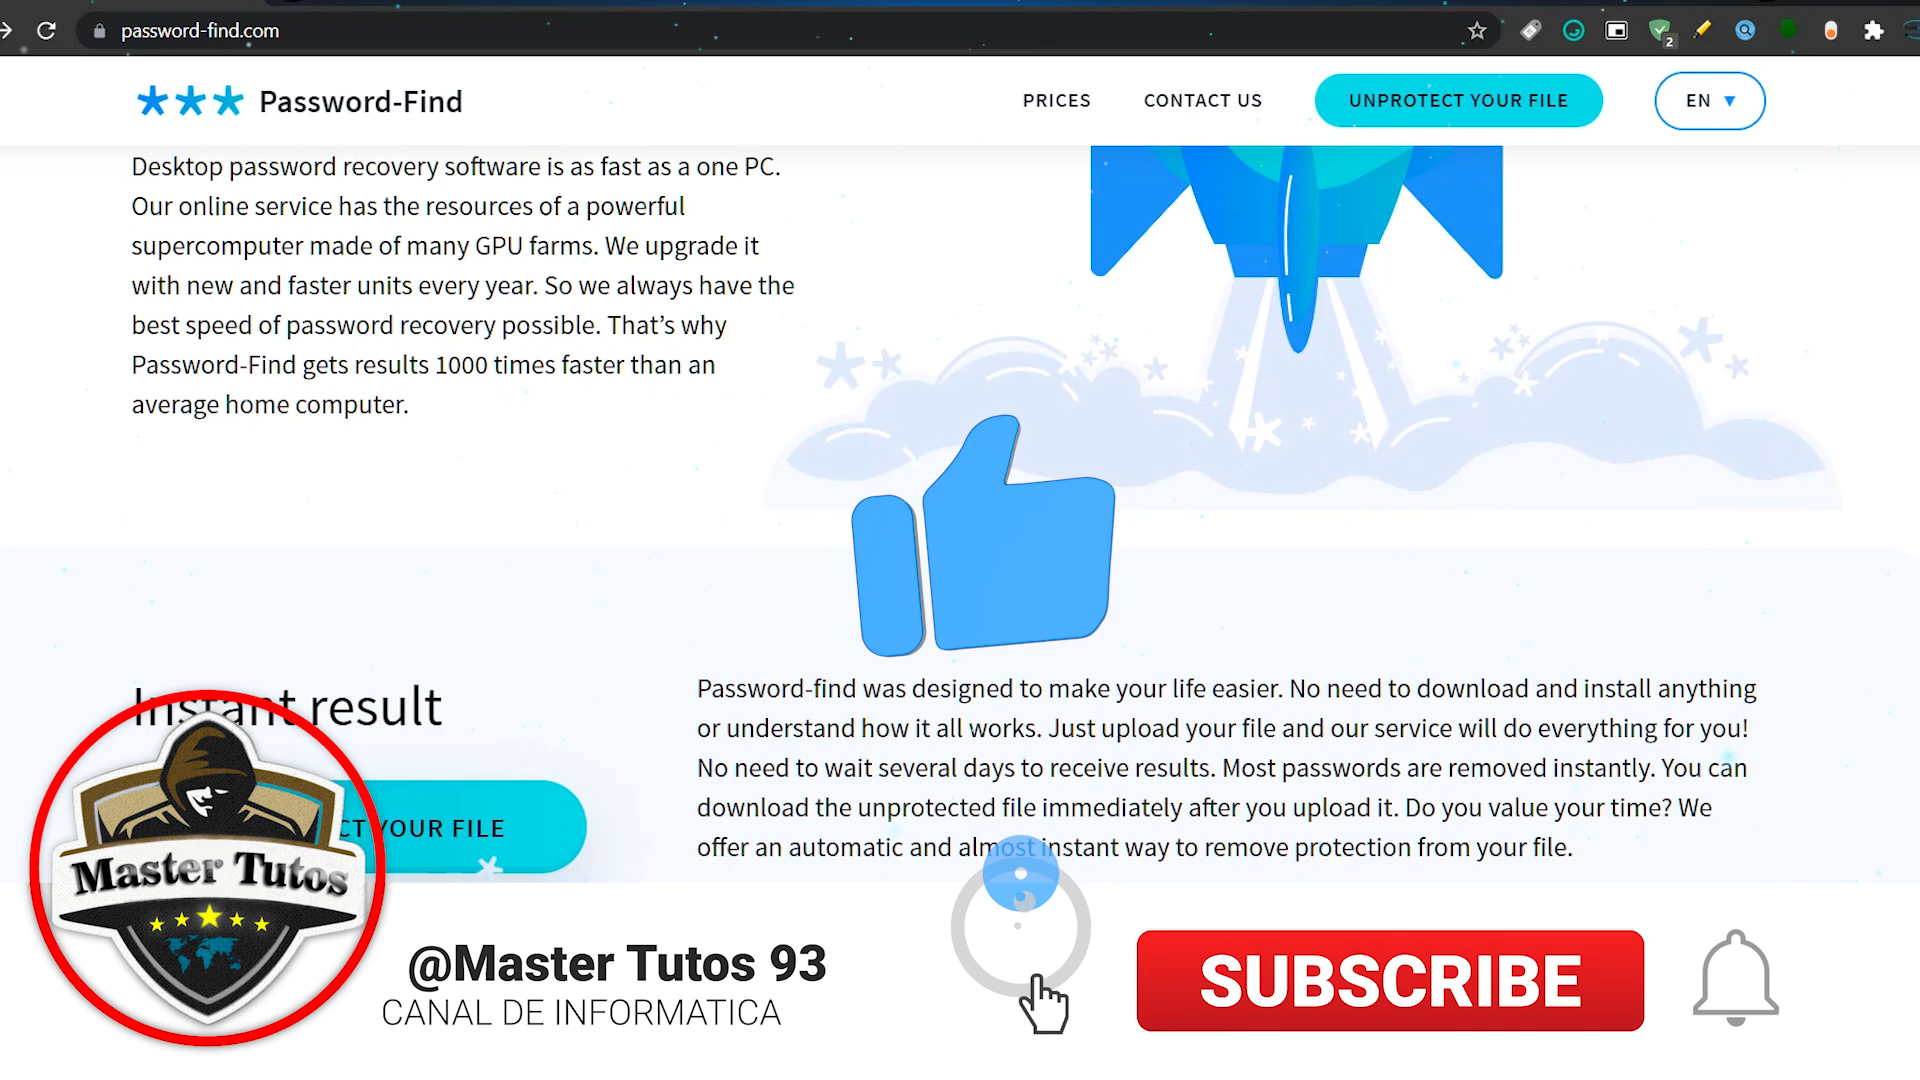 password-find.com
2
*** Password-Find
PRICES
CONTACT US
UNPROTECT YOUR FILE
EN ▼
Desktop password recovery software is as fast as a one PC.
Our online service has the resources of a powerful
supercomputer made of many GPU farms. We upgrade it
with new and faster units every year. So we always have the
best speed of password recovery possible. That’s why
Password-Find gets results 1000 times faster than an
average home computer.
Instant result
CT YOUR FILE
Password-find was designed to make your life easier. No need to download and install anything
or understand how it all works. Just upload your file and our service will do everything for you!
No need to wait several days to receive results. Most passwords are removed instantly. You can
download the unprotected file immediately after you upload it. Do you value your time? We
offer an automatic and almost instant way to remove protection from your file.
Master Tutos
@Master Tutos 93
CANAL DE INFORMATICA
SUBSCRIBE